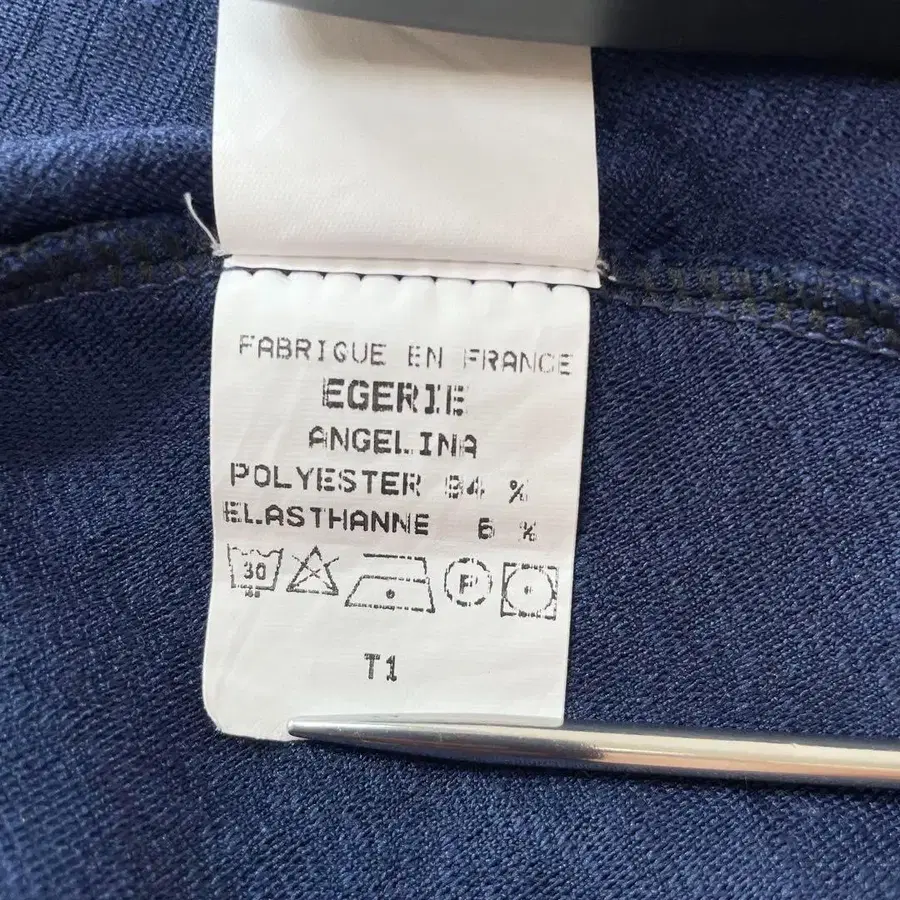 FABRIQUE EN FRANCE
EGERIE
ANGELINA
POLYESTER 94 %
ELASTHANNE 6 %
30 P
T1